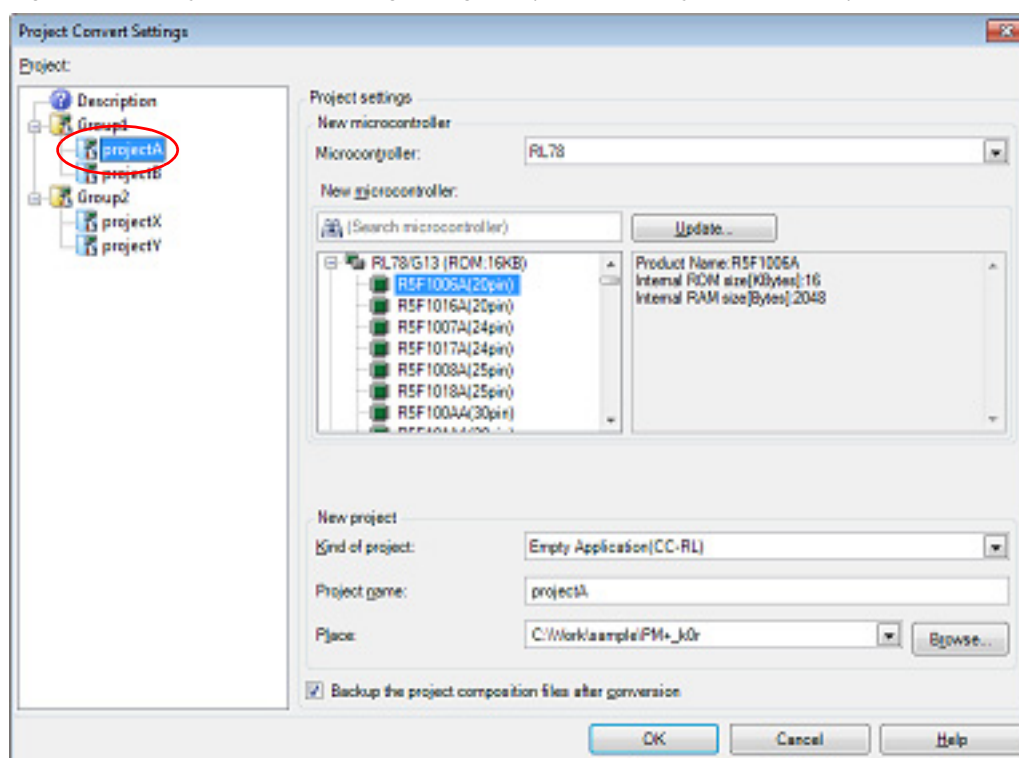 Project Convert Settings
Project:
Description
Group1
projectA
projectB
Group2
projectX
projectY
Project settings
New microcontroller
Microcontroller:
RL78
New microcontroller:
(Search microcontroller)
Update...
RL78/G13 (ROM:16KB)
R5F1006A(20pin)
R5F1016A(20pin)
R5F1007A(24pin)
R5F1017A(24pin)
R5F1008A(25pin)
R5F1018A(25pin)
R5F100AA(30pin)
Product Name:R5F1006A
Internal ROM size[KBytes]:16
Internal RAM size[Bytes]:2048
New project
Kind of project:
Empty Application(CC-RL)
Project name:
projectA
Place:
C:\Work\sample\PM+_k0r
Browse...
Backup the project composition files after conversion
OK
Cancel
Help